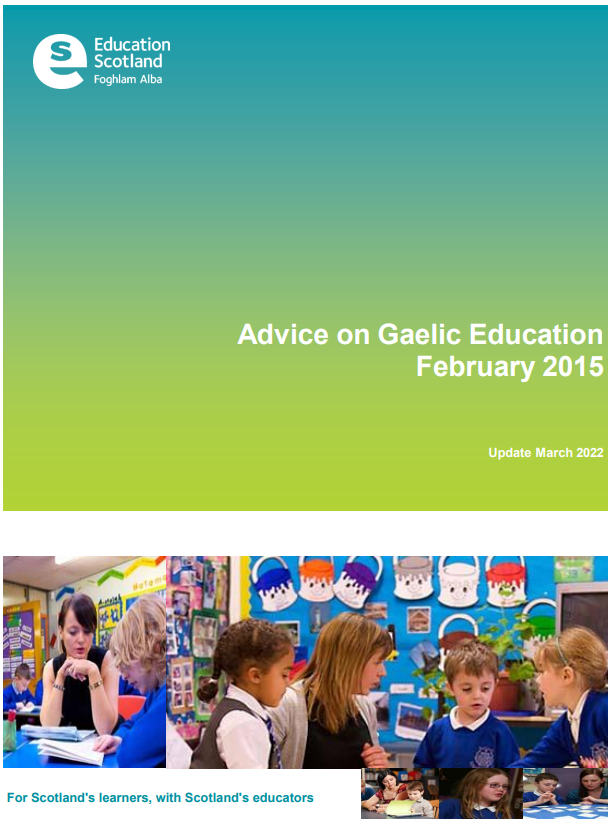 Education
Scotland
Foghlam Alba
Advice on Gaelic Education
February 2015
Update March 2022
For Scotland's learners, with Scotland's educators